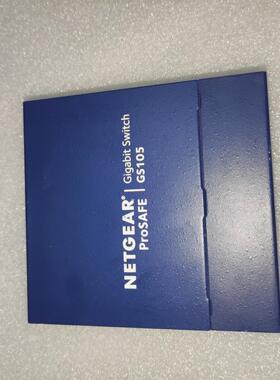 NETGEAR® | Gigabit Switch
ProSAFE | GS105